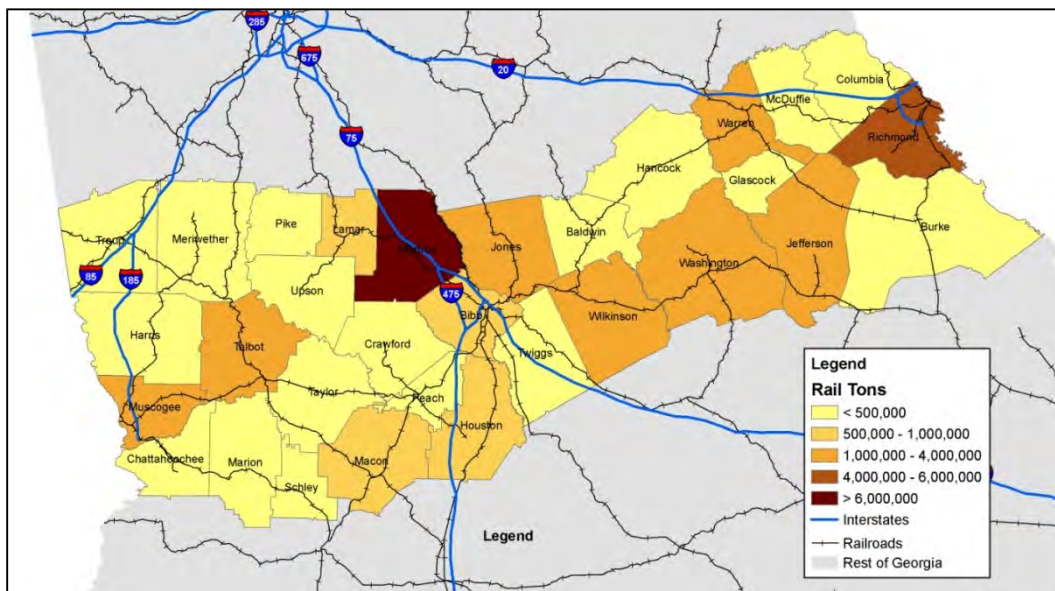 285
675
20
75
Columbia
McDuffie
Warren
Richmond
Hancock
Glascock
Pike
Lamar
Jones
Baldwin
Burke
Troup
Meriwether
Jefferson
Washington
85
185
Upson
475
Bibb
Wilkinson
Harris
Talbot
Crawford
Twiggs
Taylor
Peach
Muscogee
Houston
Chattahoochee
Marion
Macon
Schley
Legend
Legend
Rail Tons
< 500,000
500,000 - 1,000,000
1,000,000 - 4,000,000
4,000,000 - 6,000,000
> 6,000,000
Interstates
Railroads
Rest of Georgia